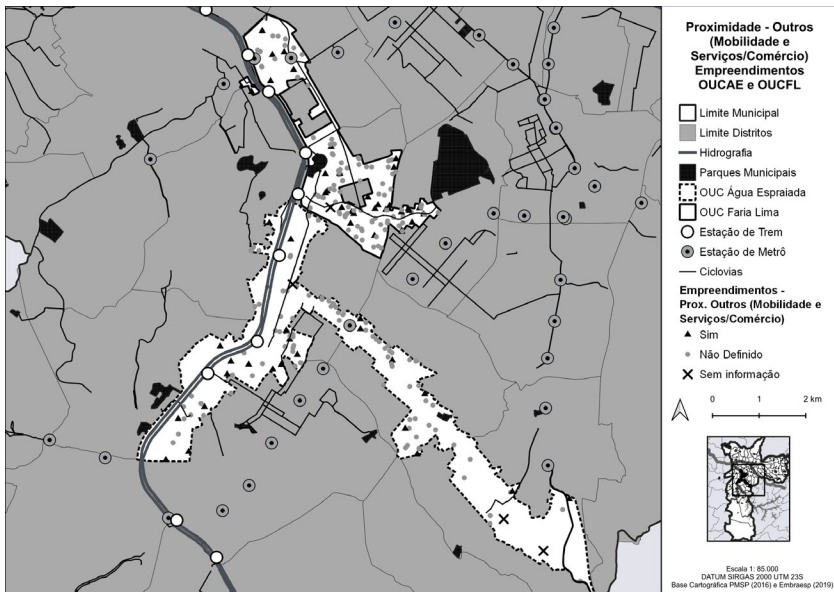 Proximidade - Outros
(Mobilidade e
Serviços/Comércio)
Empreendimentos
OUCAE e OUCFL
Limite Municipal
Limite Distritos
Hidrografia
Parques Municipais
OUC Água Espraiada
OUC Faria Lima
Estação de Trem
Estação de Metrô
Ciclovias
Empreendimentos -
Prox. Outros (Mobilidade e
Serviços/Comércio)
Sim
Não Definido
Sem informação
0 1 2 km
Escala 1: 85.000
DATUM SIRGAS 2000 UTM 23S
Base Cartográfica PMSP (2016) e Embraesp (2019)